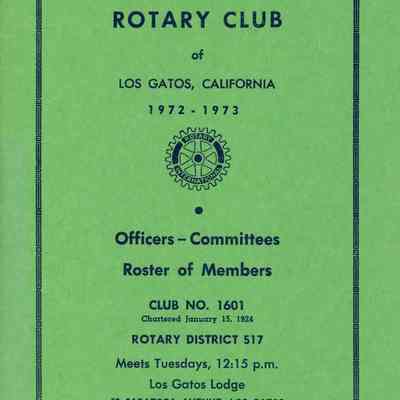 ROTARY CLUB
of
LOS GATOS, CALIFORNIA
1972 - 1973
ROTARY
INTERNATIONAL
Officers – Committees
Roster of Members
CLUB NO. 1601
Chartered January 15, 1924
ROTARY DISTRICT 517
Meets Tuesdays, 12:15 p.m.
Los Gatos Lodge